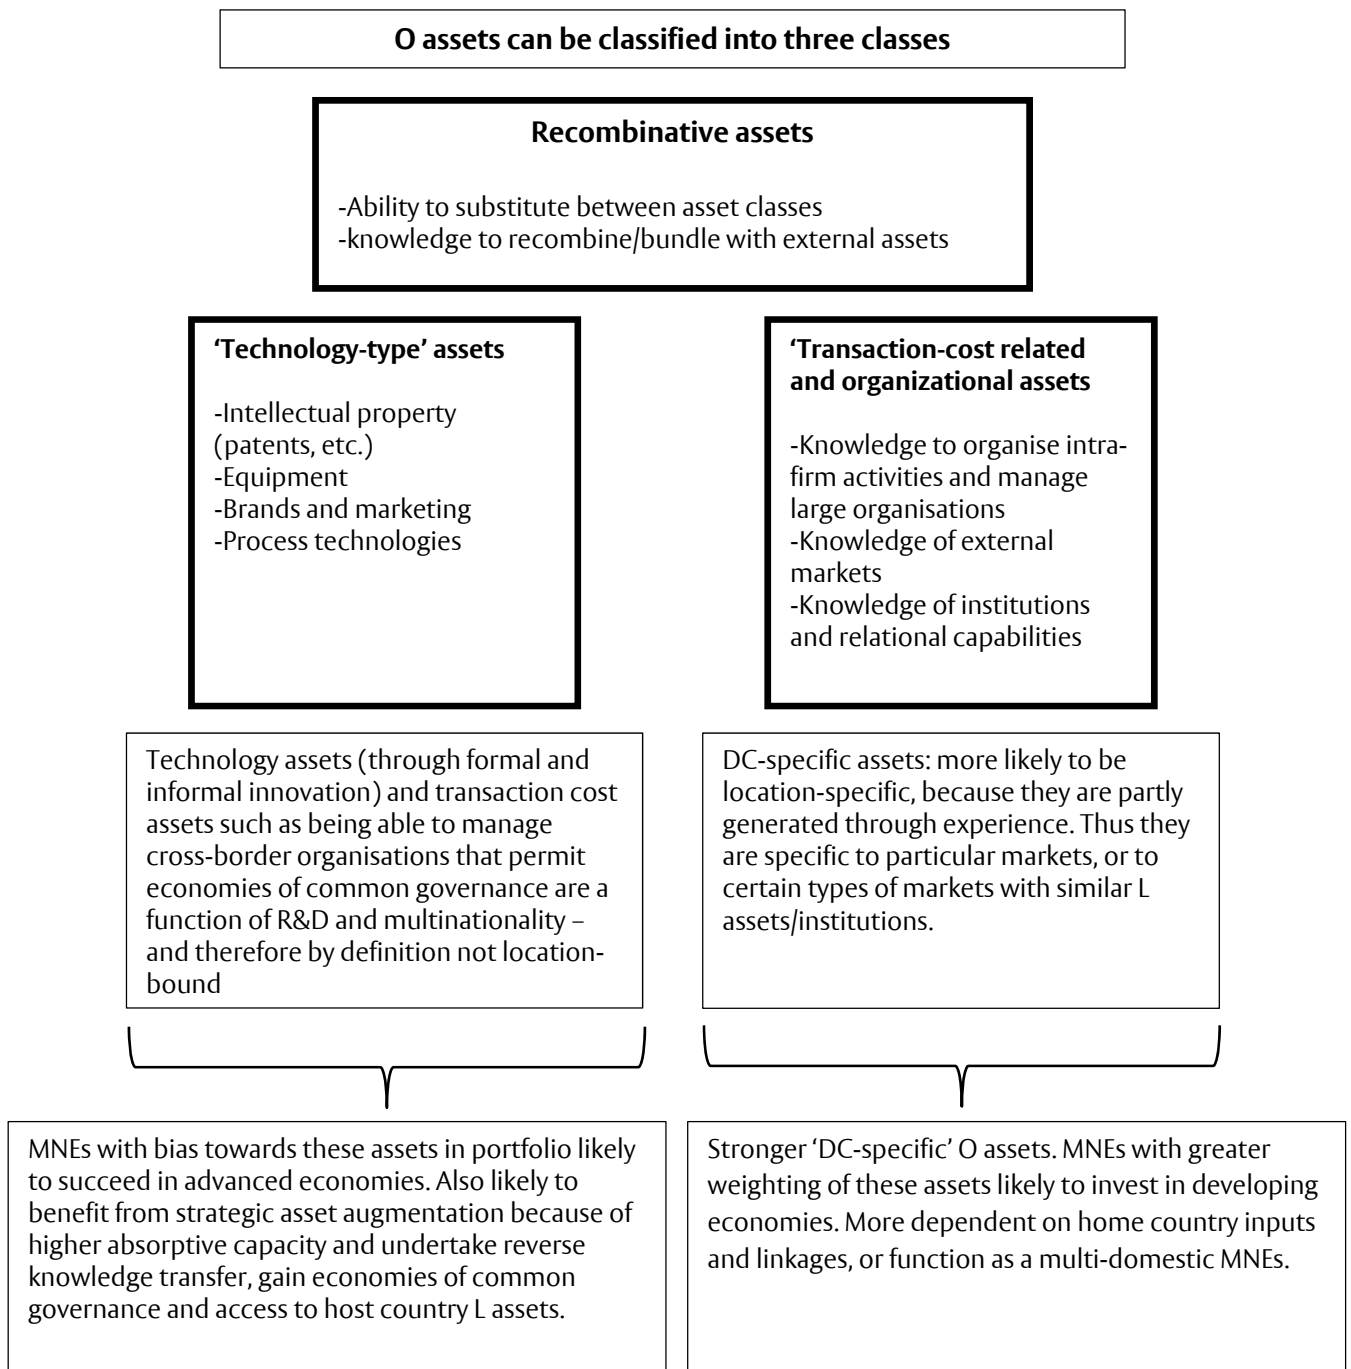 O assets can be classified into three classes
Recombinative assets
-Ability to substitute between asset classes
-knowledge to recombine/bundle with external assets
‘Technology-type’ assets
-Intellectual property
(patents, etc.)
-Equipment
-Brands and marketing
-Process technologies
‘Transaction-cost related
and organizational assets
-Knowledge to organise intra-
firm activities and manage
large organisations
-Knowledge of external
markets
-Knowledge of institutions
and relational capabilities
Technology assets (through formal and
informal innovation) and transaction cost
assets such as being able to manage
cross-border organisations that permit
economies of common governance are a
function of R&D and multinationality –
and therefore by definition not location-
bound
DC-specific assets: more likely to be
location-specific, because they are partly
generated through experience. Thus they
are specific to particular markets, or to
certain types of markets with similar L
assets/institutions.
MNEs with bias towards these assets in portfolio likely
to succeed in advanced economies. Also likely to
benefit from strategic asset augmentation because of
higher absorptive capacity and undertake reverse
knowledge transfer, gain economies of common
governance and access to host country L assets.
Stronger ‘DC-specific’ O assets. MNEs with greater
weighting of these assets likely to invest in developing
economies. More dependent on home country inputs
and linkages, or function as a multi-domestic MNEs.